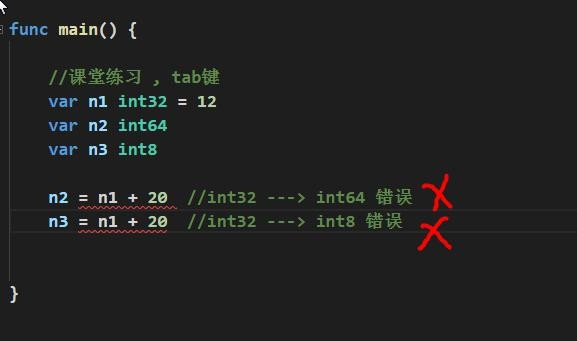 func main() {
//课堂练习 , tab键
var n1 int32 = 12
var n2 int64
var n3 int8
n2 = n1 + 20 //int32 ---> int64 错误
n3 = n1 + 20 //int32 ---> int8 错误
}